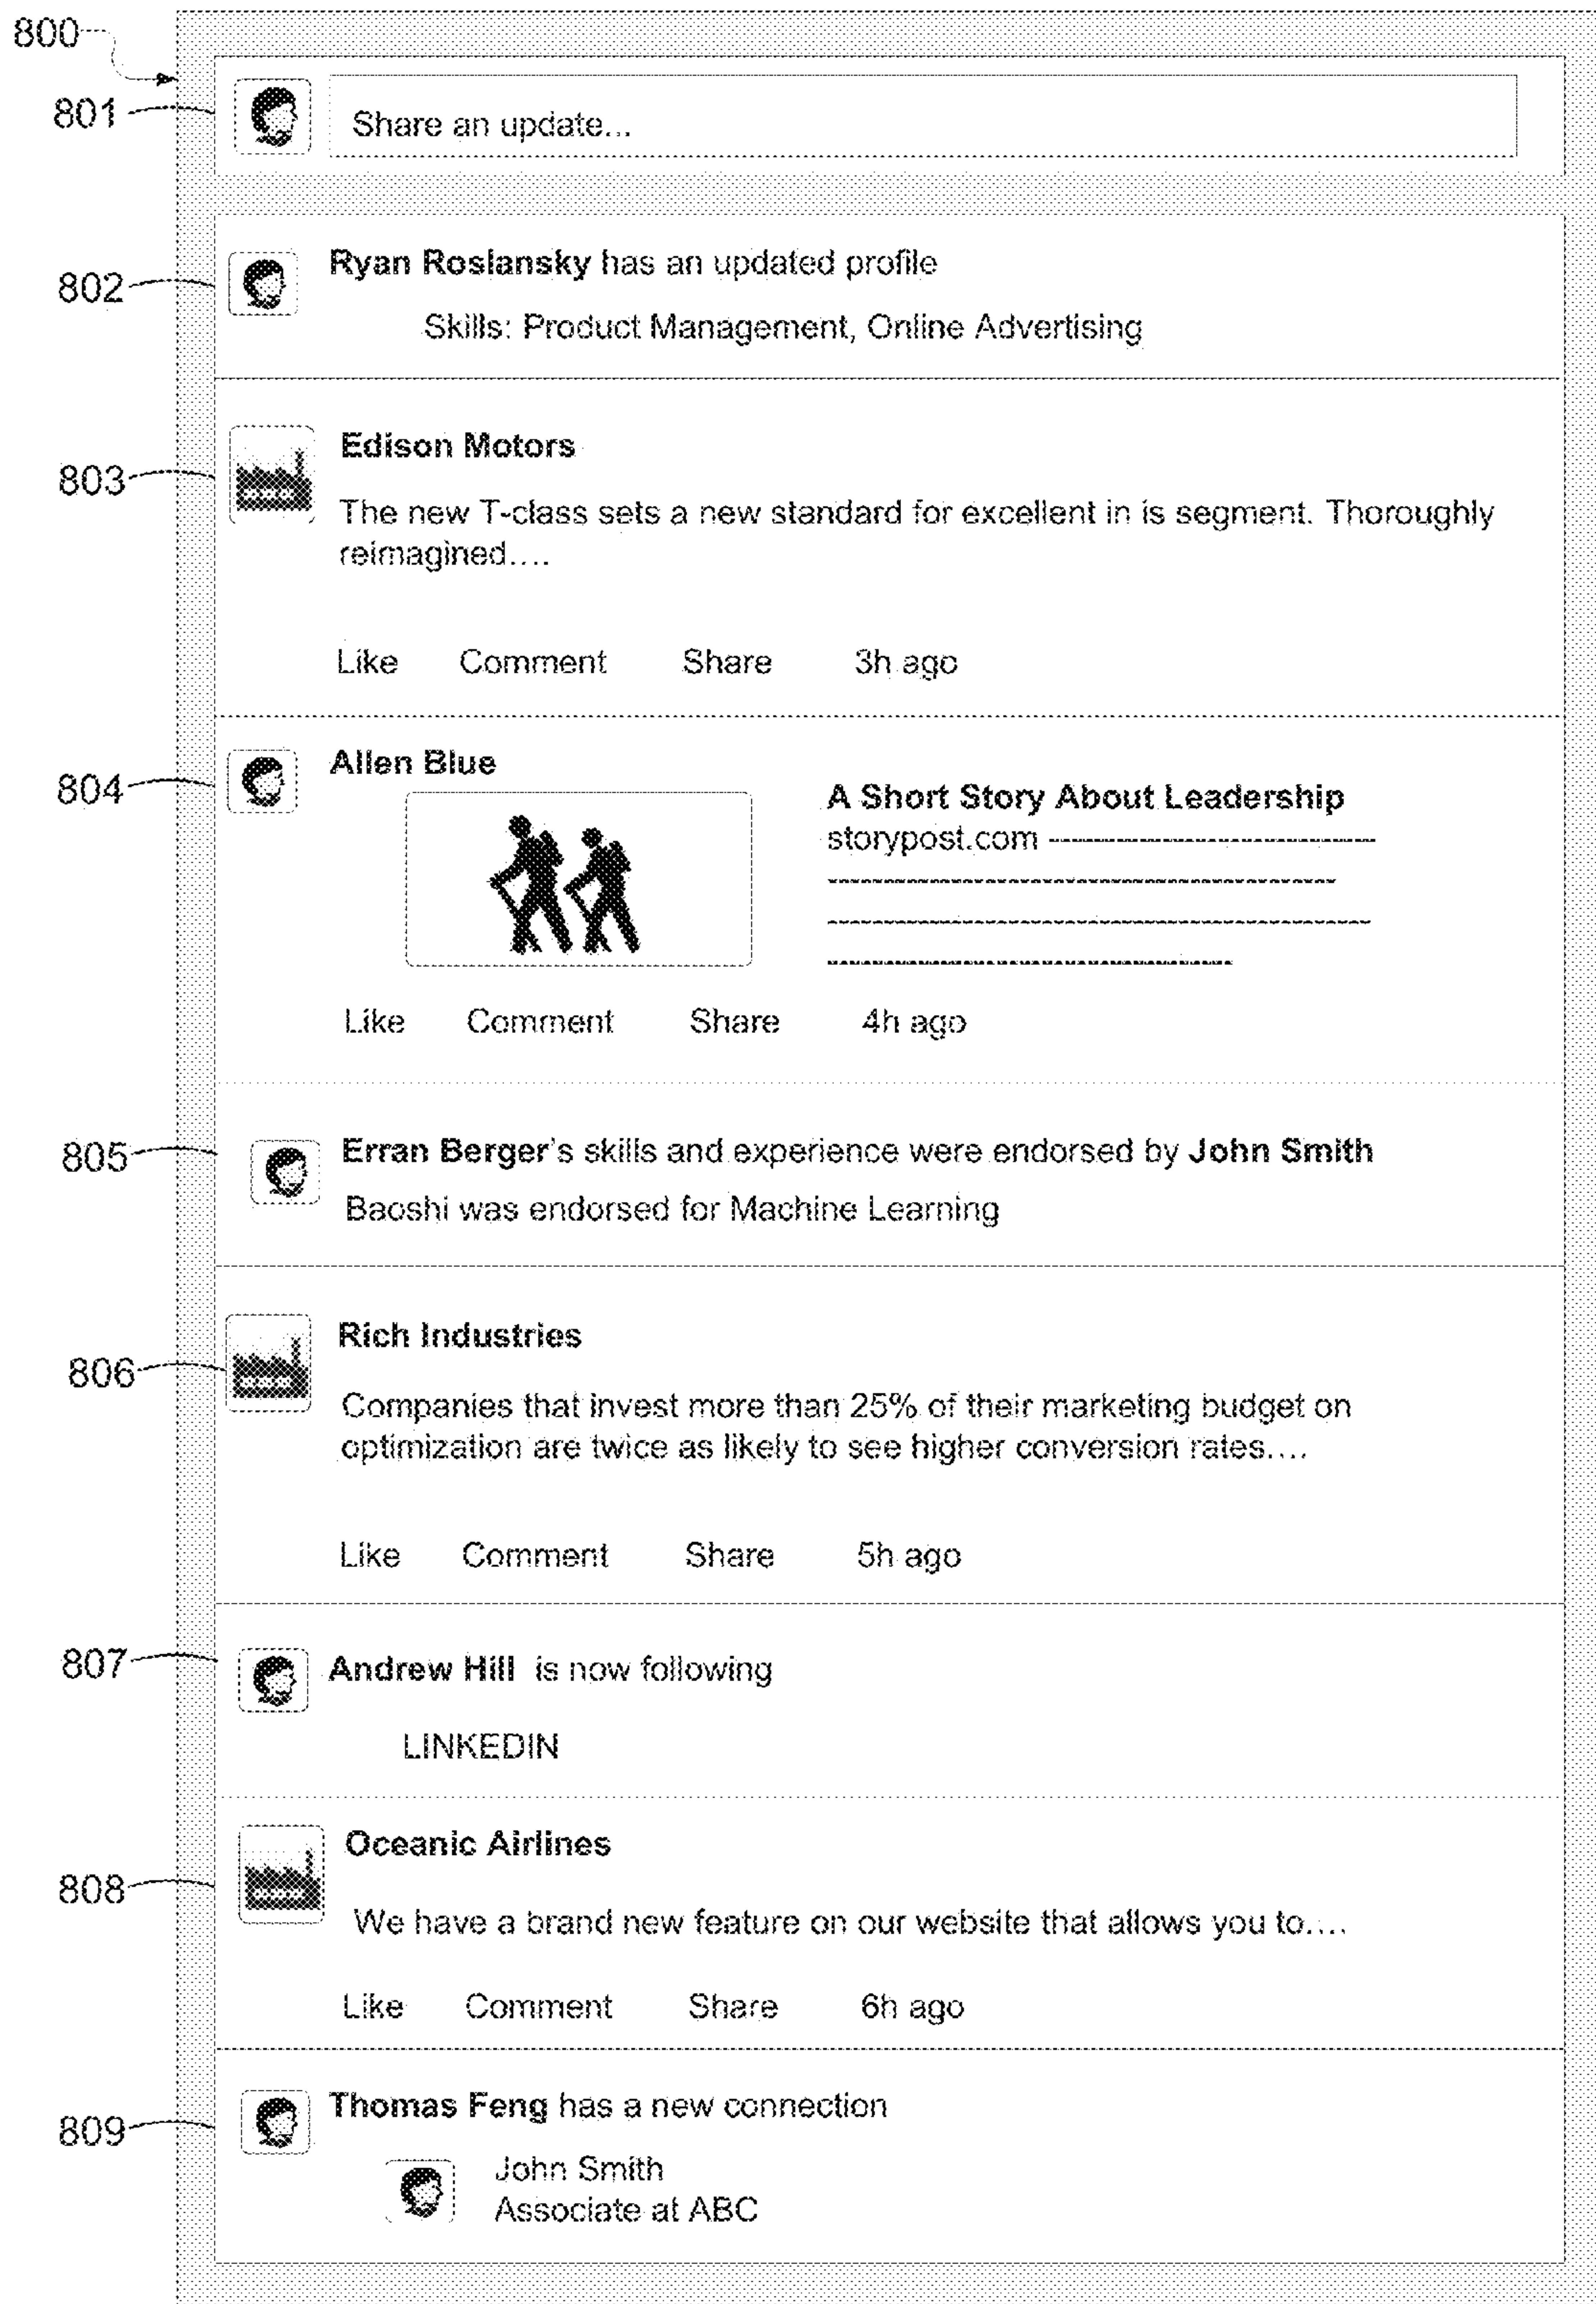 800
801
Share an update...
802
Ryan Roslansky has an updated profile
Skills: Product Management, Online Advertising
803
Edison Motors
The new T-class sets a new standard for excellent in is segment. Thoroughly
reimagined....
Like Comment Share 3h ago
804
Allen Blue
A Short Story About Leadership
storypost.com
Like Comment Share 4h ago
805
Erran Berger's skills and experience were endorsed by John Smith
Baoshi was endorsed for Machine Learning
806
Rich Industries
Companies that invest more than 25% of their marketing budget on
optimization are twice as likely to see higher conversion rates....
Like Comment Share 5h ago
807
Andrew Hill is now following
LINKEDIN
808
Oceanic Airlines
We have a brand new feature on our website that allows you to....
Like Comment Share 6h ago
809
Thomas Feng has a new connection
John Smith
Associate at ABC